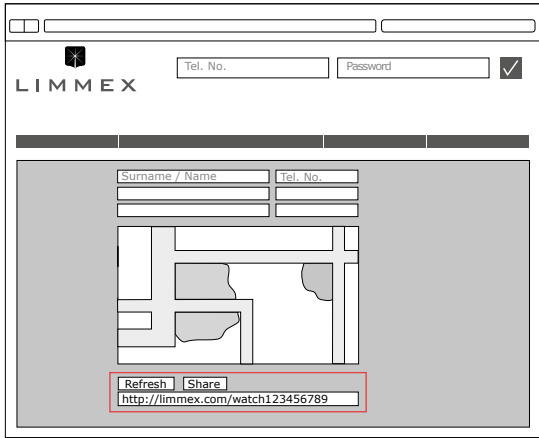 Tel. No. Password
LIMMEX
Surname / Name Tel. No.
Refresh Share
http://limmex.com/watch123456789